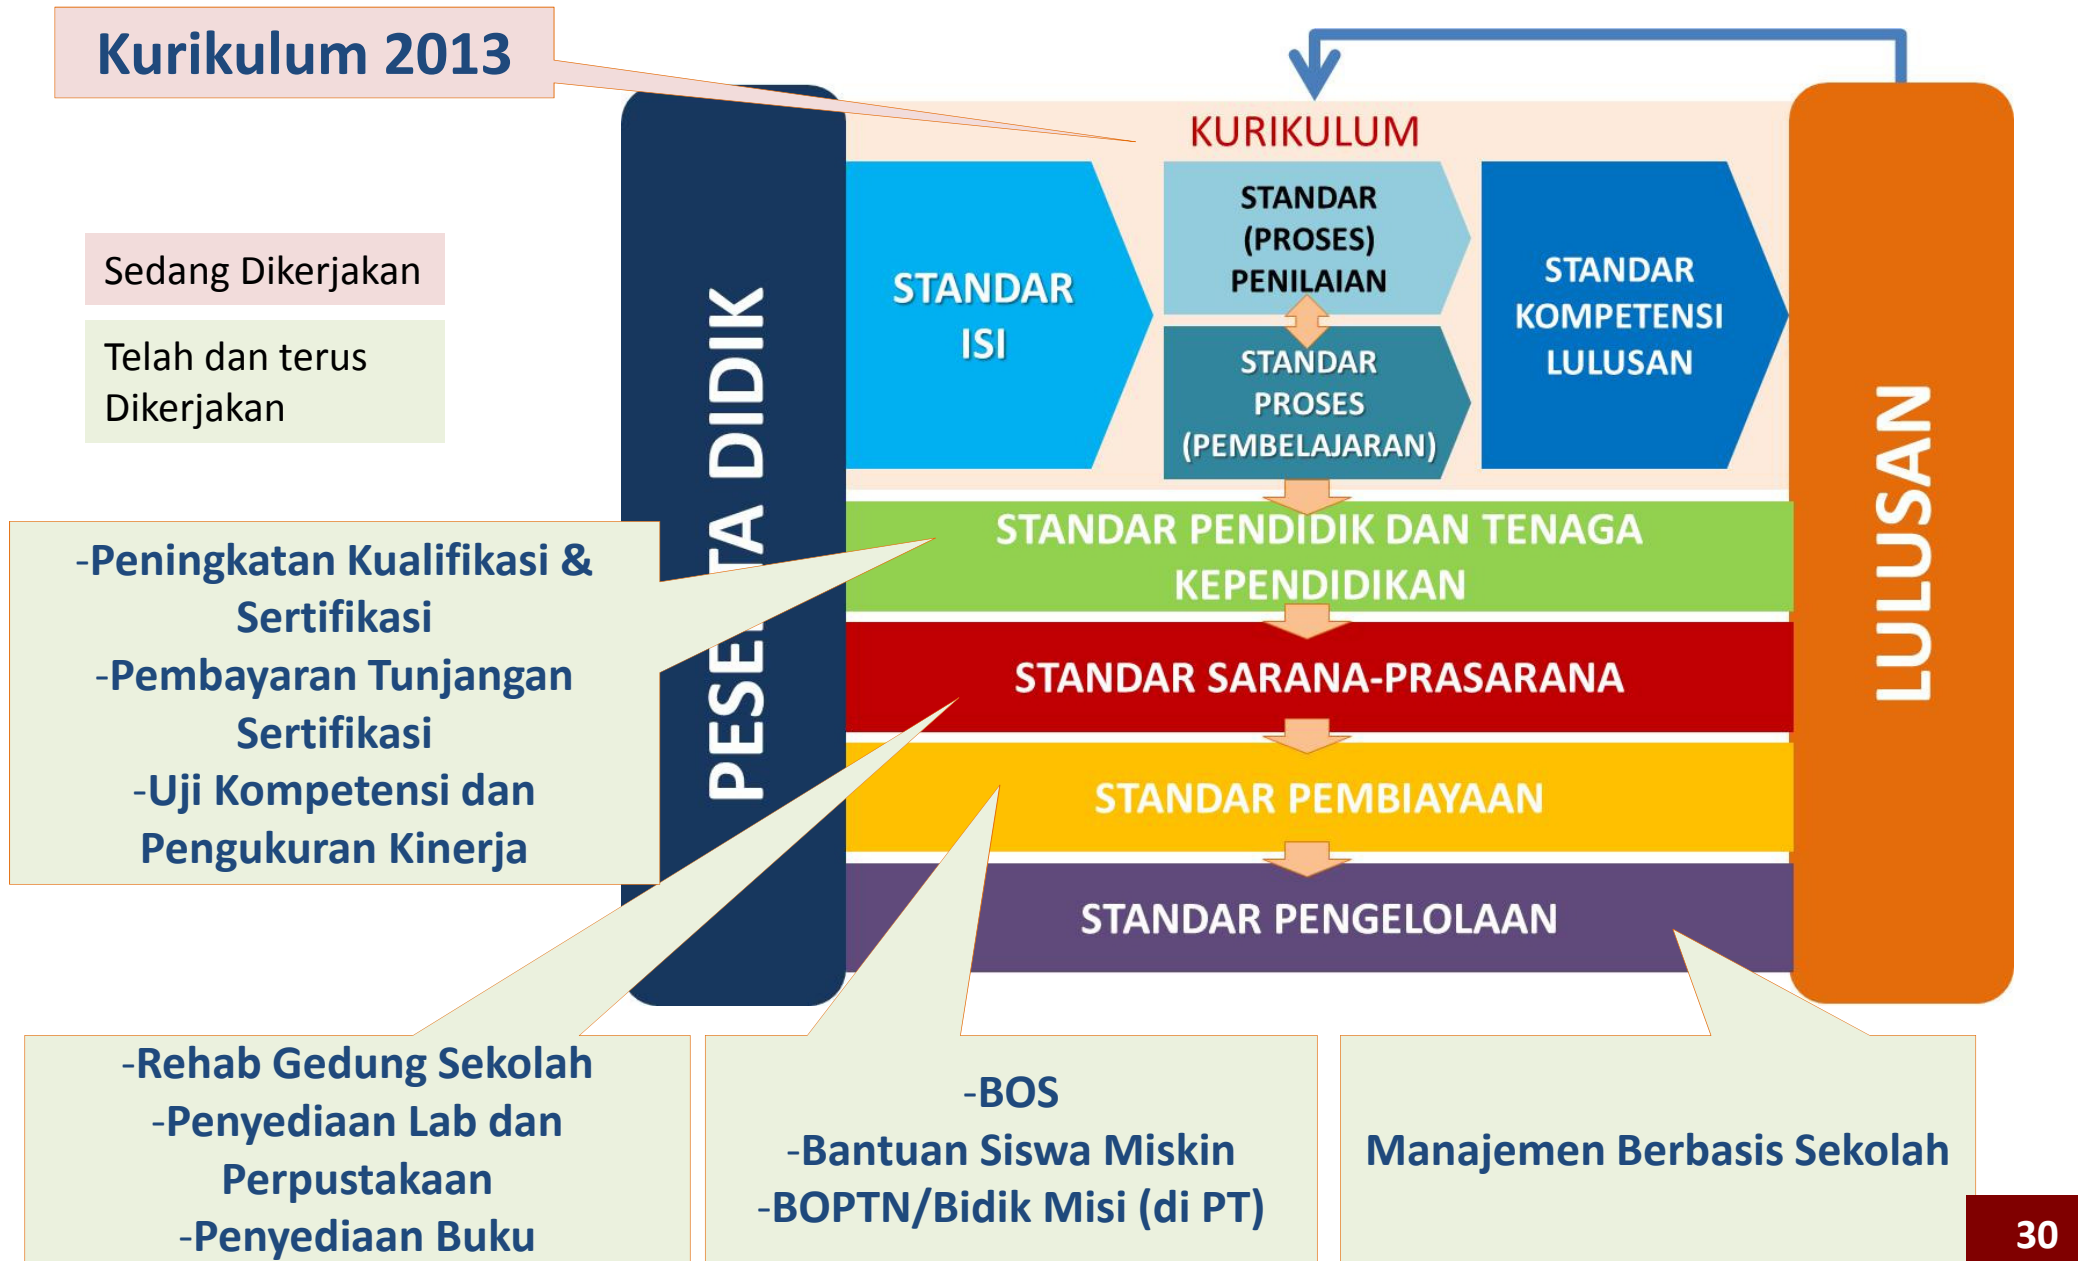 Kurikulum 2013
Sedang Dikerjakan
Telah dan terus
Dikerjakan
PESERTA DIDIK
KURIKULUM
STANDAR
ISI
STANDAR
(PROSES)
PENILAIAN
STANDAR
PROSES
(PEMBELAJARAN)
STANDAR
KOMPETENSI
LULUSAN
LULUSAN
STANDAR PENDIDIK DAN TENAGA
KEPENDIDIKAN
STANDAR SARANA-PRASARANA
STANDAR PEMBIAYAAN
STANDAR PENGELOLAAN
-Peningkatan Kualifikasi &
Sertifikasi
-Pembayaran Tunjangan
Sertifikasi
-Uji Kompetensi dan
Pengukuran Kinerja
-Rehab Gedung Sekolah
-Penyediaan Lab dan
Perpustakaan
-Penyediaan Buku
-BOS
-Bantuan Siswa Miskin
-BOPTN/Bidik Misi (di PT)
Manajemen Berbasis Sekolah
30